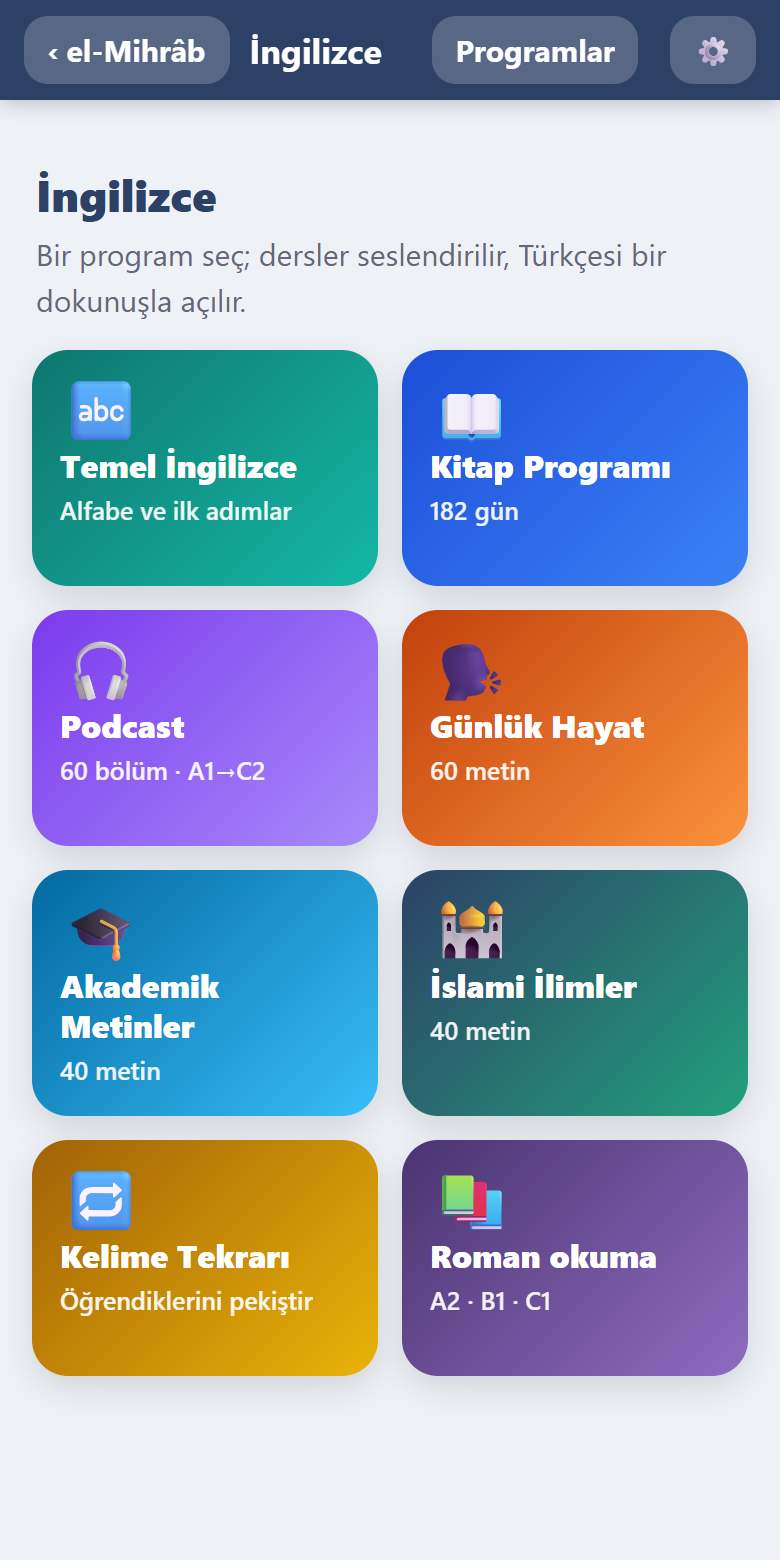 ‹ el-Mihrâb
İngilizce
Programlar
İngilizce
Bir program seç; dersler seslendirilir, Türkçesi bir
dokunuşla açılır.
abc
Temel İngilizce
Alfabe ve ilk adımlar
Kitap Programı
182 gün
Podcast
60 bölüm · A1→C2
Günlük Hayat
60 metin
Akademik
Metinler
40 metin
İslami İlimler
40 metin
Kelime Tekrarı
Öğrendiklerini pekiştir
Roman okuma
A2 · B1 · C1